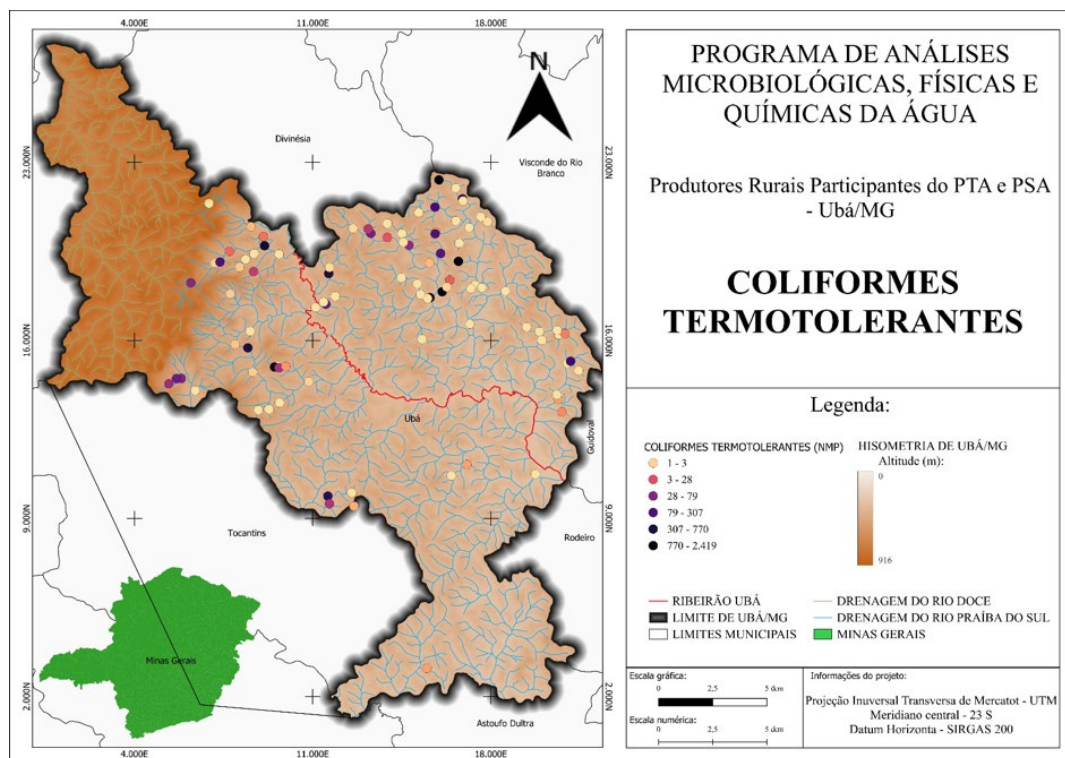 4.000E
11.000E
18.000E
N
Divinésia
Visconde do Rio
Branco
23.000N
23.000N
16.000N
16.000N
Ubá
Guidoval
9.000N
9.000N
Tocantins
Rodeiro
Minas Gerais
2.000N
2.000N
Astoufo Dultra
4.000E
11.000E
18.000E
PROGRAMA DE ANÁLISES
MICROBIOLÓGICAS, FÍSICAS E
QUÍMICAS DA ÁGUA
Produtores Rurais Participantes do PTA e PSA
- Ubá/MG
COLIFORMES
TERMOTOLERANTES
Legenda:
COLIFORMES TERMOTOLERANTES (NMP)
1 - 3
3 - 28
28 - 79
79 - 307
307 - 770
770 - 2.419
HISOMETRIA DE UBÁ/MG
Altitude (m):
0
916
RIBEIRÃO UBÁ
LIMITE DE UBÁ/MG
LIMITES MUNICIPAIS
DRENAGEM DO RIO DOCE
DRENAGEM DO RIO PRAÍBA DO SUL
MINAS GERAIS
Escala gráfica:
0 2,5 5 km
Escala numérica:
0 2,5 5 km
Informações do projeto:
Projeção Inuversal Transversa de Mercatot - UTM
Meridiano central - 23 S
Datum Horizonta - SIRGAS 200